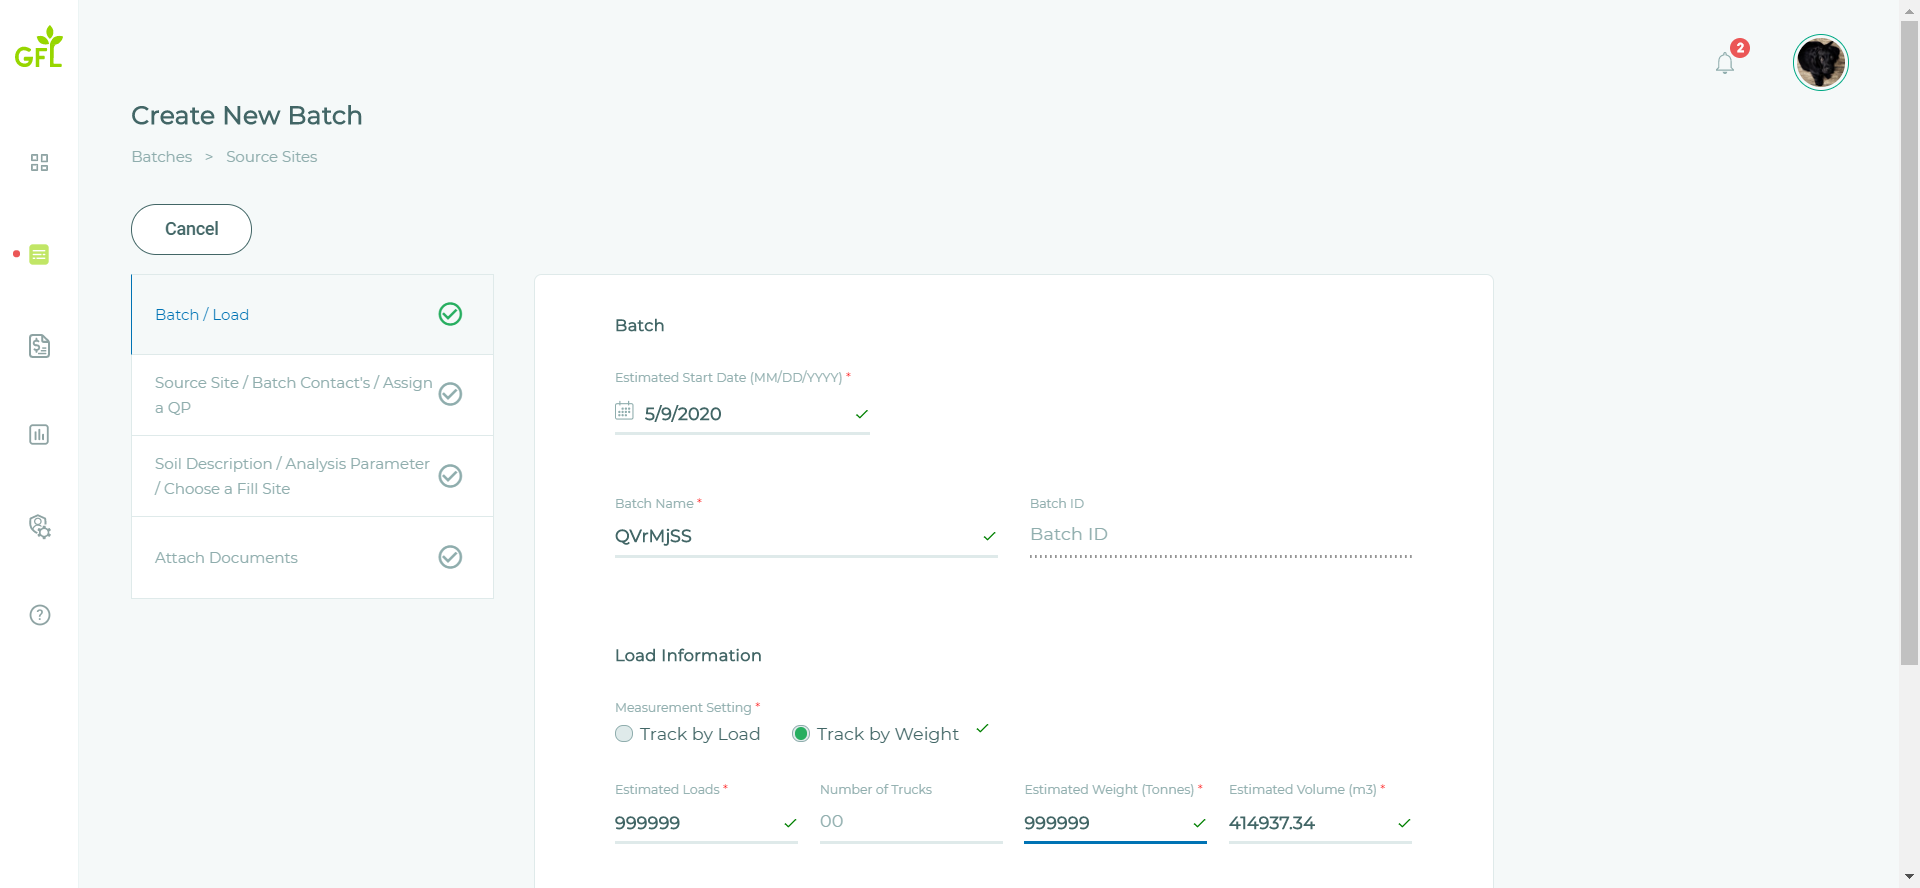 GFL
2
Create New Batch
Batches > Source Sites
Cancel
Batch / Load
Source Site / Batch Contact's / Assign
a QP
Soil Description / Analysis Parameter
/ Choose a Fill Site
Attach Documents
Batch
Estimated Start Date (MM/DD/YYYY) *
5/9/2020
Batch Name * Batch ID
QVrMjSS Batch ID
Load Information
Measurement Setting *
Track by Load Track by Weight
Estimated Loads * Number of Trucks Estimated Weight (Tonnes) * Estimated Volume (m3) *
999999 00 999999 414937.34